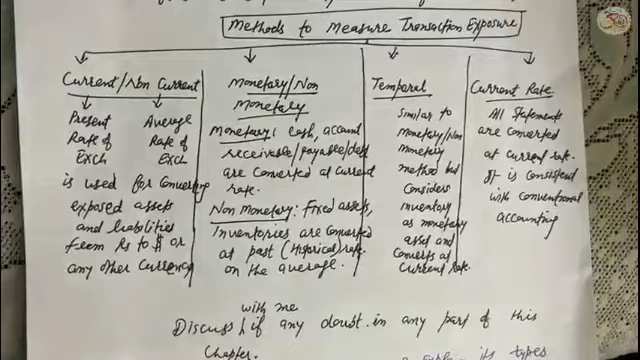 Methods to Measure Transaction Exposure
Current/Non Current
Present Average
Rate of Rate of
Exch Exch
is used for converting
exposed assets
and liabilities
from Rs to $ or
any other currency
Monetary/Non
Monetary
Monetary: cash, account
receivable/payable/debt
are converted at current
rate.
Non Monetary: Fixed assets,
Inventories are converted
at past (Historical) rate
on the average.
Temporal
Similar to
monetary/Non
monetary
method but
considers
inventory
as monetary
asset and
converts at
current rate.
Current Rate
All Statements
are converted
at current rate.
It is consistent
with conventional
accounting
with me
Discuss if any doubt in any part of this
Chapter.
its types